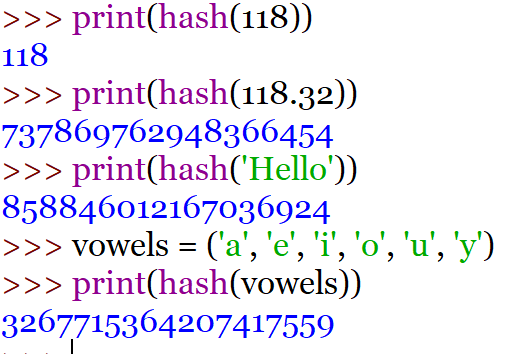 >>> print(hash(118))
118
>>> print(hash(118.32))
737869762948366454
>>> print(hash('Hello'))
858846012167036924
>>> vowels = ('a', 'e', 'i', 'o', 'u', 'y')
>>> print(hash(vowels))
3267715364207417559